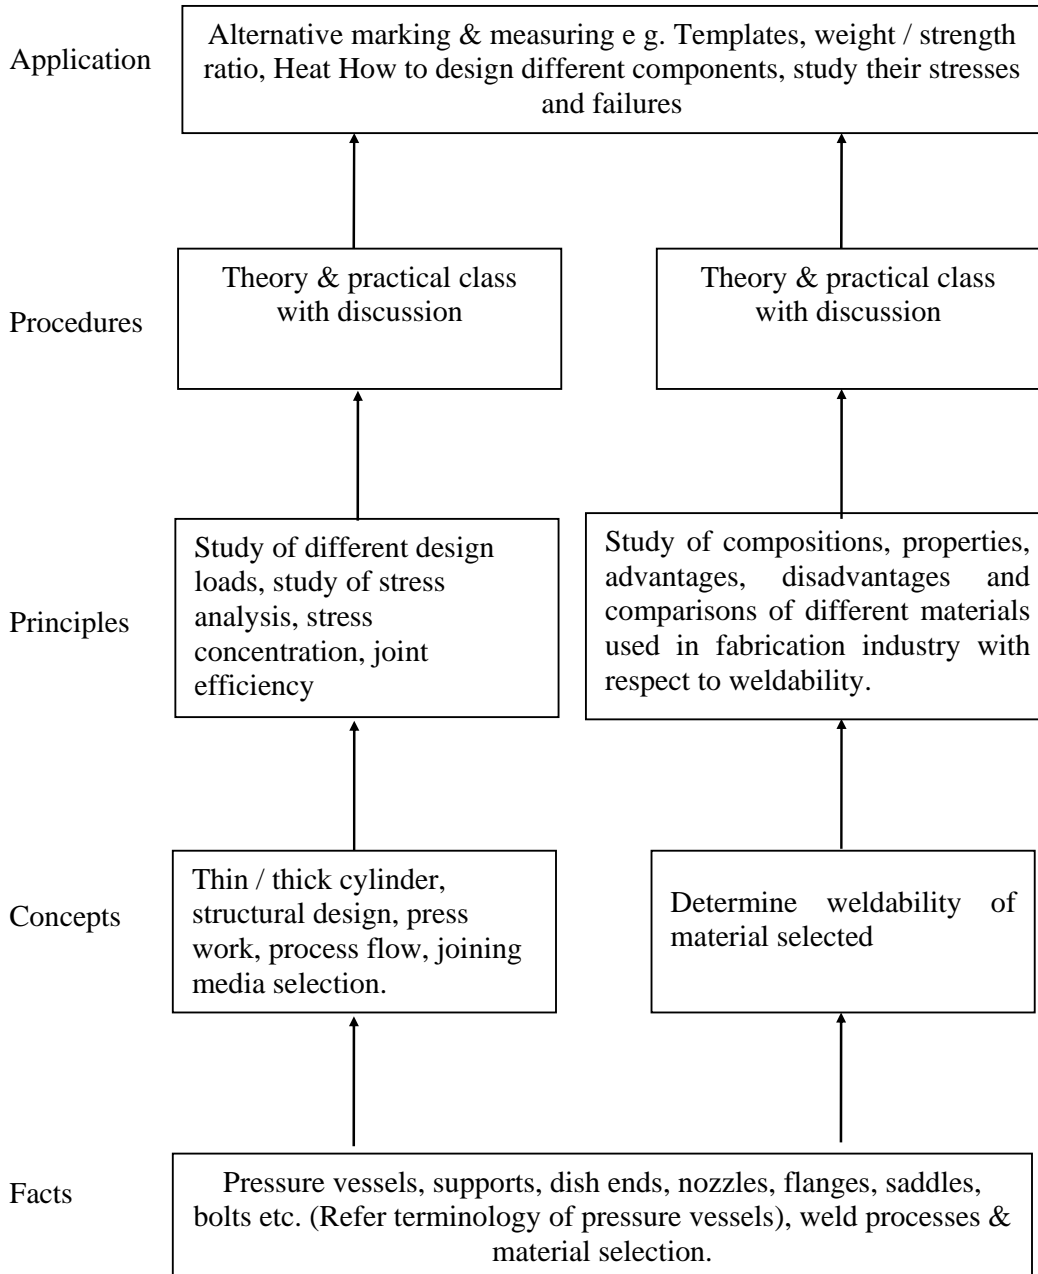 Application
Alternative marking & measuring e g. Templates, weight / strength
ratio, Heat How to design different components, study their stresses
and failures
Procedures
Theory & practical class
with discussion
Theory & practical class
with discussion
Principles
Study of different design
loads, study of stress
analysis, stress
concentration, joint
efficiency
Study of compositions, properties,
advantages, disadvantages and
comparisons of different materials
used in fabrication industry with
respect to weldability.
Concepts
Thin / thick cylinder,
structural design, press
work, process flow, joining
media selection.
Determine weldability of
material selected
Facts
Pressure vessels, supports, dish ends, nozzles, flanges, saddles,
bolts etc. (Refer terminology of pressure vessels), weld processes &
material selection.